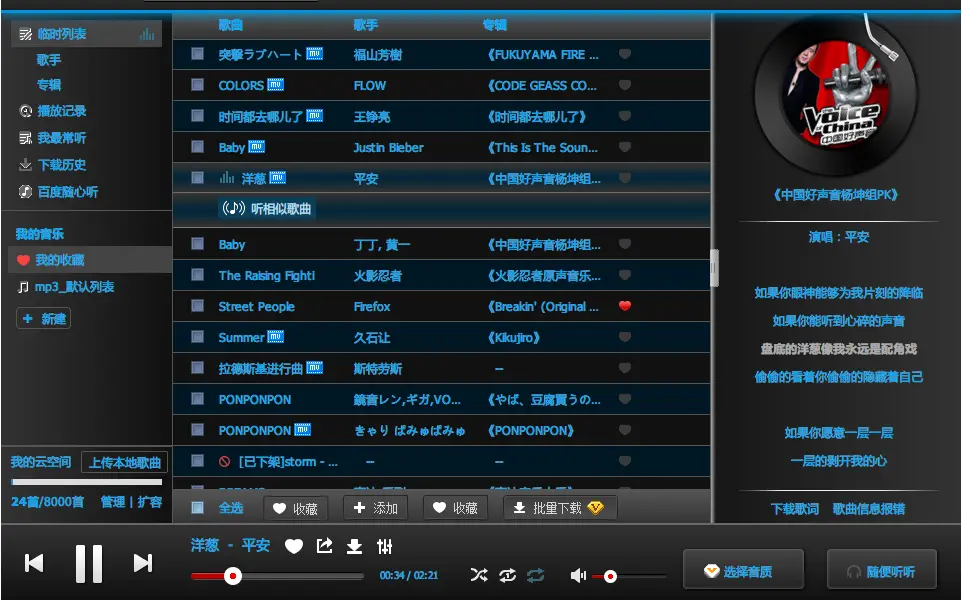 临时列表
歌手
专辑
播放记录
我最常听
下载历史
百度随心听
我的音乐
我的收藏
mp3_默认列表
+ 新建
我的云空间 上传本地歌曲
24首/8000首 管理 | 扩容
歌曲 歌手 专辑
突撃ラブハート MV 福山芳樹 《FUKUYAMA FIRE ...
COLORS MV FLOW 《CODE GEASS CO...
时间都去哪儿了 MV 王铮亮 《时间都去哪儿了》
Baby MV Justin Bieber 《This Is The Soun...
洋葱 MV 平安 《中国好声音杨坤组...
听相似歌曲
Baby 丁丁, 黄一 《中国好声音杨坤组...
The Raising Fighti 火影忍者 《火影忍者原声音乐...
Street People Firefox 《Breakin' (Original ...
Summer MV 久石让 《Kikujiro》
拉德斯基进行曲 MV 斯特劳斯 --
PONPONPON 鏡音レン,ギガ,VO... 《やば、豆腐買うの...
PONPONPON MV きゃりーぱみゅぱみゅ 《PONPONPON》
[已下架]storm - ... -- --
全选 收藏 添加 收藏 批量下载
The Voice of China
中国好声音
《中国好声音杨坤组PK》
演唱：平安
如果你眼神能够为我片刻的降临
如果你能听到心碎的声音
盘底的洋葱像我永远是配角戏
偷偷的看着你偷偷的隐藏着自己
如果你愿意一层一层
一层的剥开我的心
下载歌词 歌曲信息报错
洋葱 - 平安
00:34 / 02:21
选择音质 随便听听